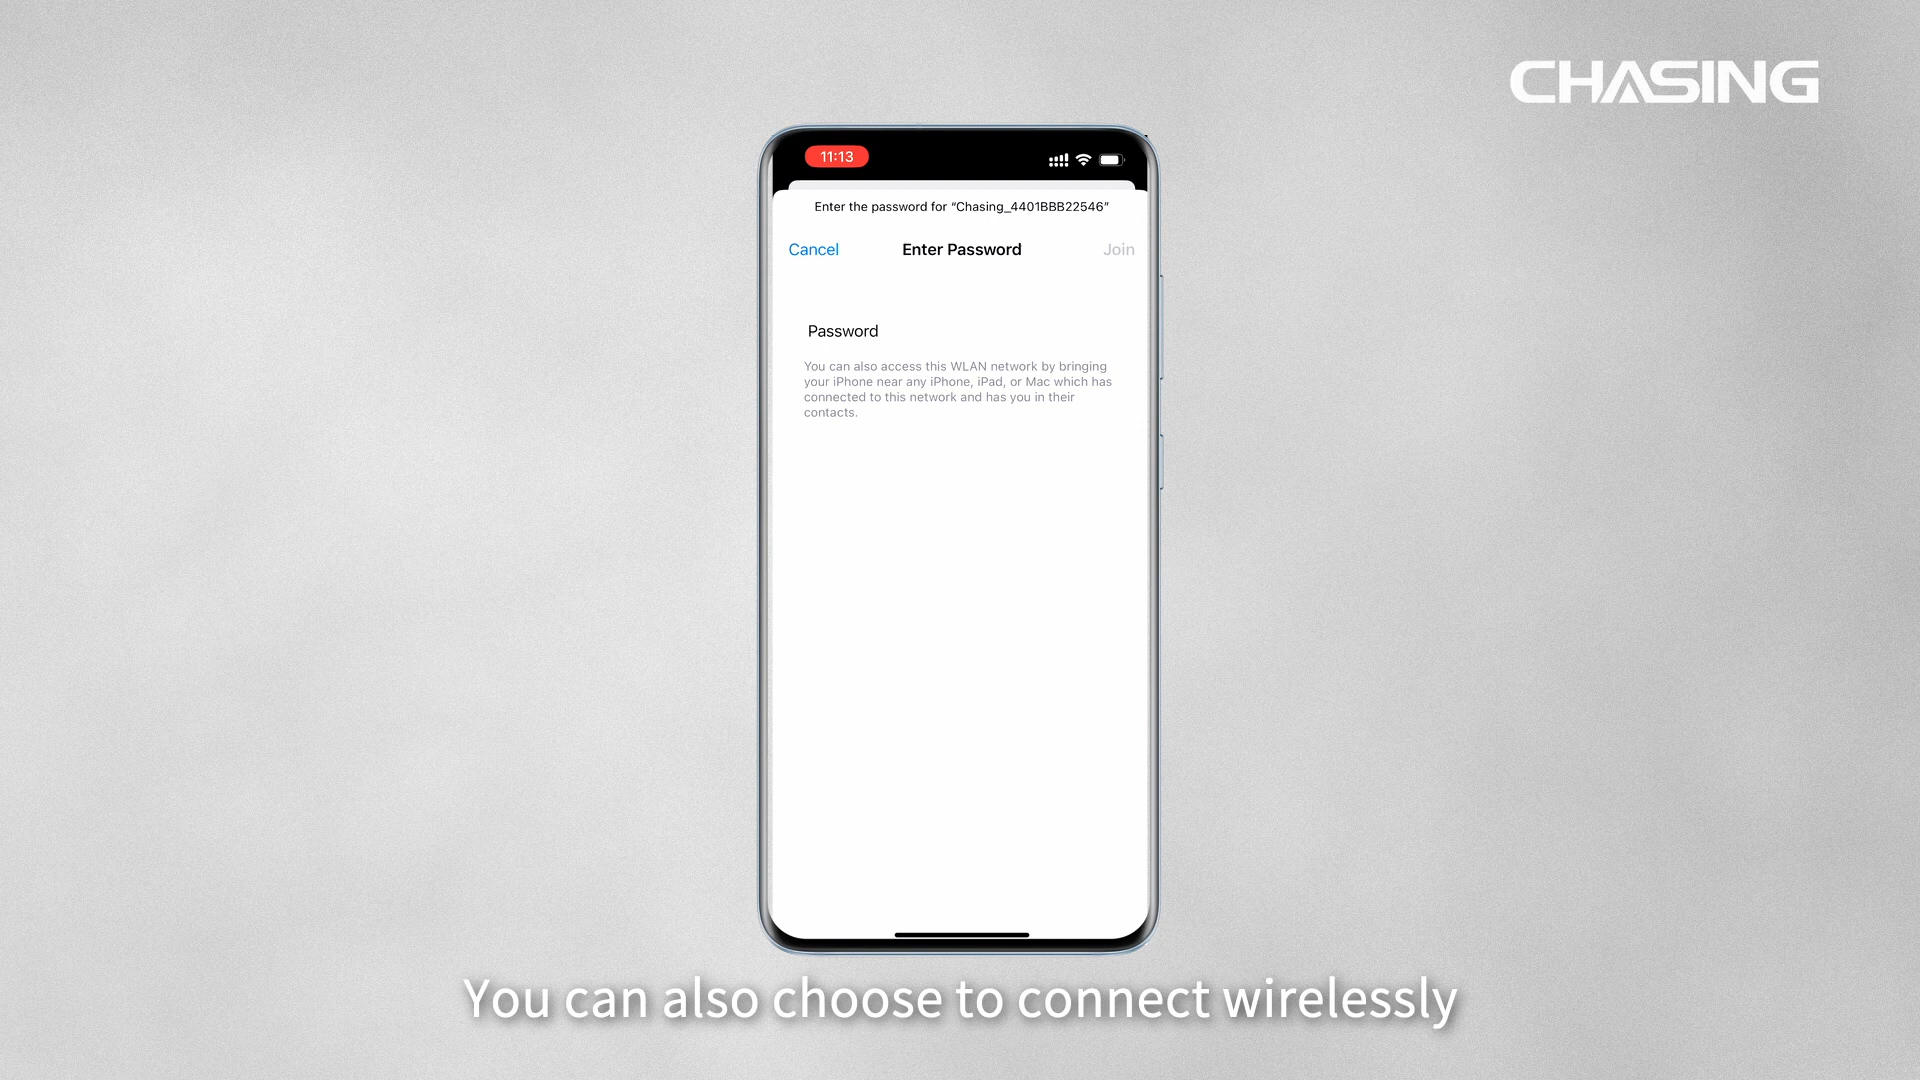 CHASING
11:13
Enter the password for “Chasing_4401BBB22546”
Cancel
Enter Password
Join
Password
You can also access this WLAN network by bringing
your iPhone near any iPhone, iPad, or Mac which has
connected to this network and has you in their
contacts.
You can also choose to connect wirelessly